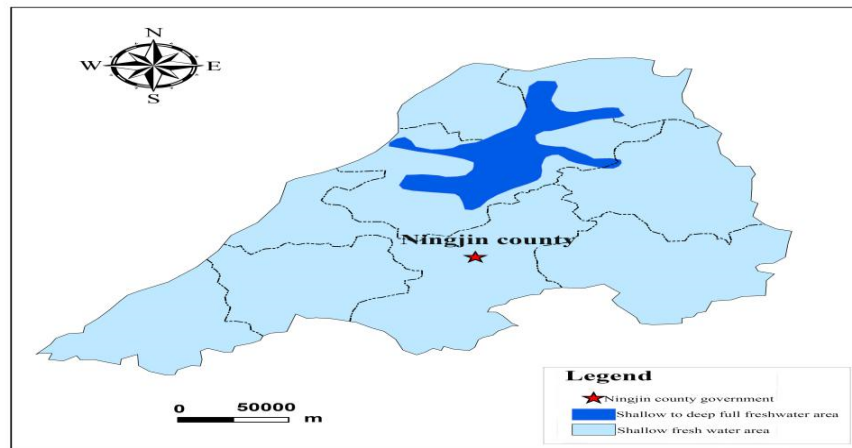 N
W E
S
Ningjin county
0 50000 m
Legend
Ningjin county government
Shallow to deep full freshwater area
Shallow fresh water area